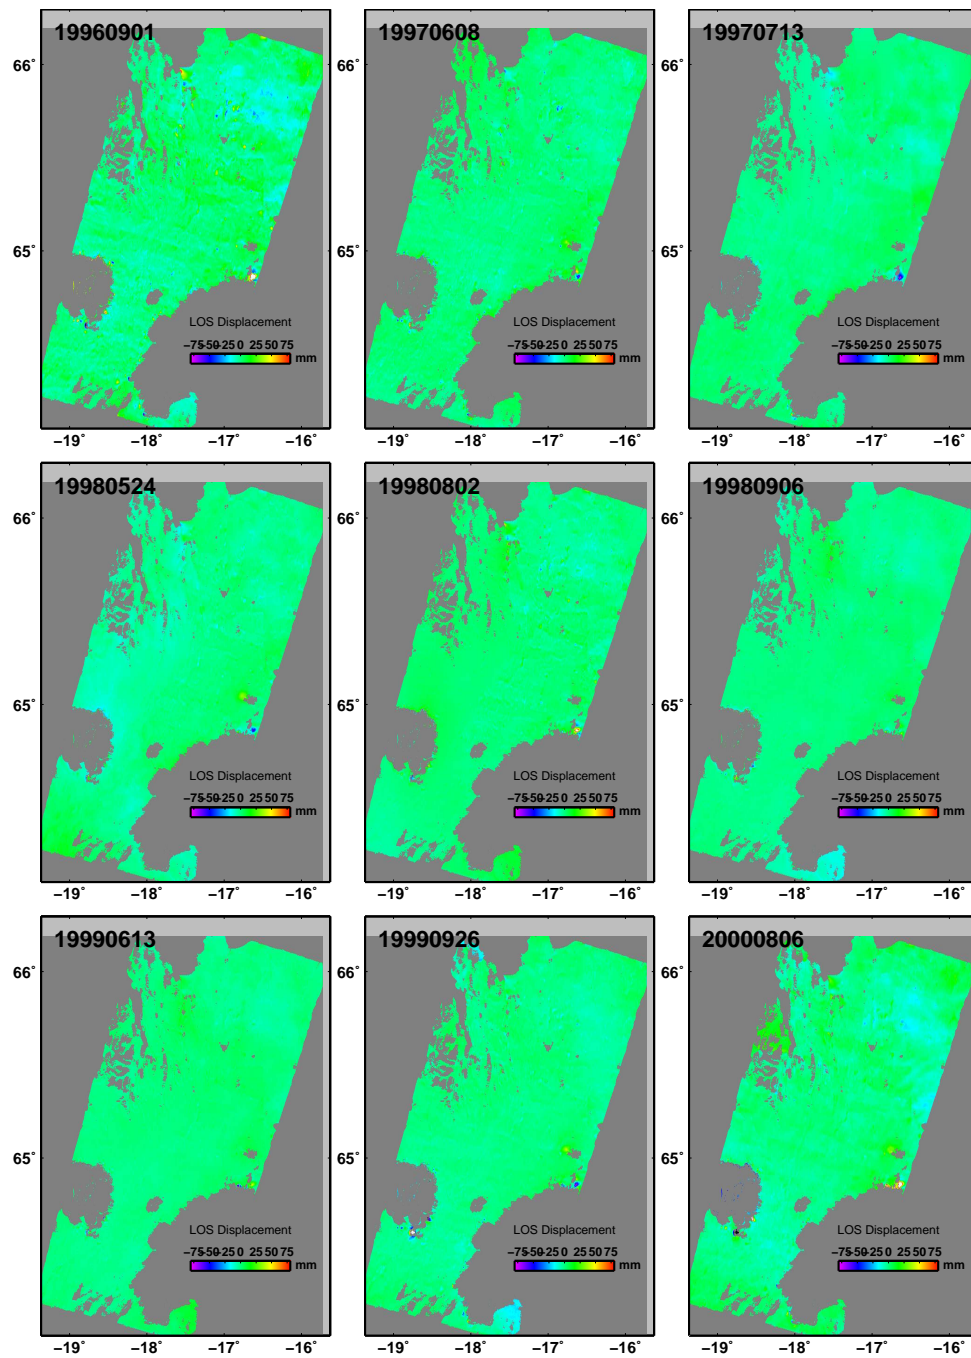 19960901 19970608 19970713
66° 66° 66°
65° 65° 65°
LOS Displacement LOS Displacement LOS Displacement
−75−50−25 0 25 50 75 mm −75−50−25 0 25 50 75 mm −75−50−25 0 25 50 75 mm
−19° −18° −17° −16° −19° −18° −17° −16° −19° −18° −17° −16°
19980524 19980802 19980906
66° 66° 66°
65° 65° 65°
LOS Displacement LOS Displacement LOS Displacement
−75−50−25 0 25 50 75 mm −75−50−25 0 25 50 75 mm −75−50−25 0 25 50 75 mm
−19° −18° −17° −16° −19° −18° −17° −16° −19° −18° −17° −16°
19990613 19990926 20000806
66° 66° 66°
65° 65° 65°
LOS Displacement LOS Displacement LOS Displacement
−75−50−25 0 25 50 75 mm −75−50−25 0 25 50 75 mm −75−50−25 0 25 50 75 mm
−19° −18° −17° −16° −19° −18° −17° −16° −19° −18° −17° −16°